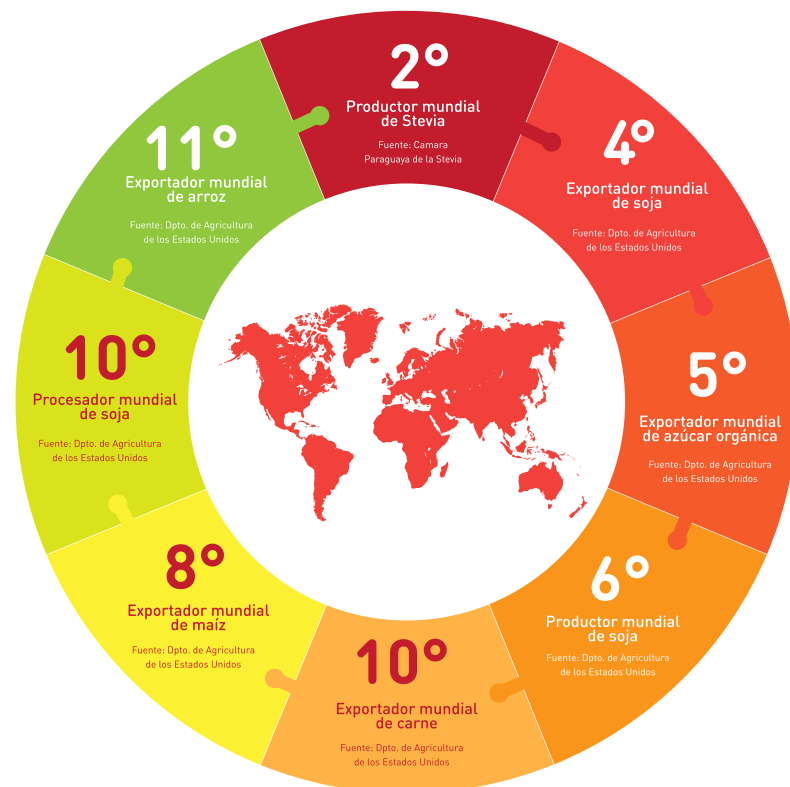 2°
Productor mundial
de Stevia
Fuente: Camara
Paraguaya de la Stevia
4°
Exportador mundial
de soja
Fuente: Dpto. de Agricultura
de los Estados Unidos
5°
Exportador mundial
de azúcar orgánica
Fuente: Dpto. de Agricultura
de los Estados Unidos
6°
Productor mundial
de soja
Fuente: Dpto. de Agricultura
de los Estados Unidos
10°
Exportador mundial
de carne
Fuente: Dpto. de Agricultura
de los Estados Unidos
8°
Exportador mundial
de maíz
Fuente: Dpto. de Agricultura
de los Estados Unidos
10°
Procesador mundial
de soja
Fuente: Dpto. de Agricultura
de los Estados Unidos
11°
Exportador mundial
de arroz
Fuente: Dpto. de Agricultura
de los Estados Unidos